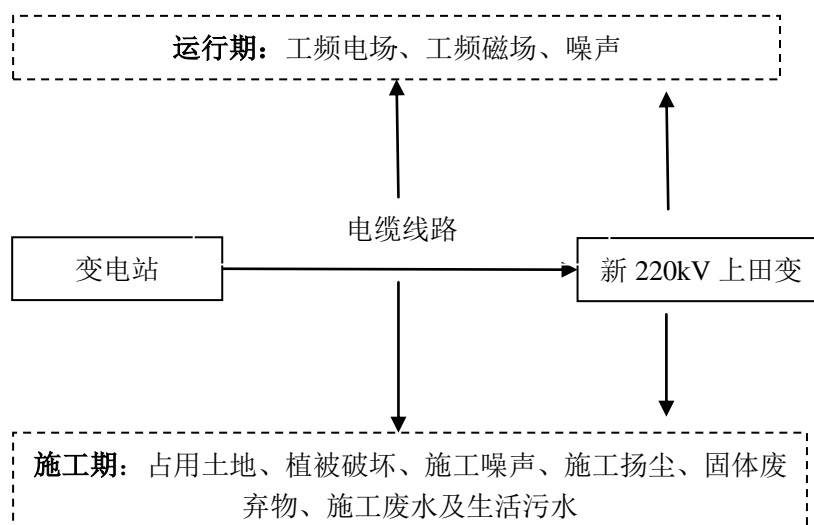 运行期：工频电场、工频磁场、噪声
电缆线路
变电站
新 220kV 上田变
施工期：占用土地、植被破坏、施工噪声、施工扬尘、固体废
弃物、施工废水及生活污水